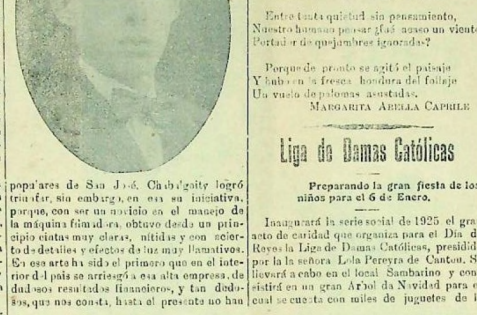 populares de San José. Chabalgoity logró
triunfar, sin embargo, en esa su iniciativa,
porque, con ser un novicio en el manejo de
la máquina filmadora, obtuvo desde un prin-
cipio cintas muy claras, nítidas y con acier-
to de detalles y efectos de luz muy llamativos.
En ese arte ha sido el primero que en el inte-
rior del pais se arriesgó a esa alta empresa, de
dudosos resultados financieros, y tan dudo-
sos, que nos consta, hasta el presente no han
Entre tanta quietud sin pensamiento,
Nuestro humano pensar ¿fué acaso un viento
Portador de quejumbres ignoradas?
Porque de pronto se agitó el paisaje
Y hubo en la fresca hondura del follaje
Un vuelo de palomas asustadas.
MARGARITA ABELLA CAPRILE
Liga de Damas Católicas
Preparando la gran fiesta de los
niños para el 6 de Enero.
Inaugurará la serie social de 1925 el gran
acto de caridad que organiza para el Día de
Reyes la Liga de Damas Católicas, presidid
por la la señora Lola Pereyra de Cantou. S
llevará a cabo en el local Sambarino y con
sistirá en un gran Arbol da Navidad para e
cual se cuenta con miles de juguetes de l